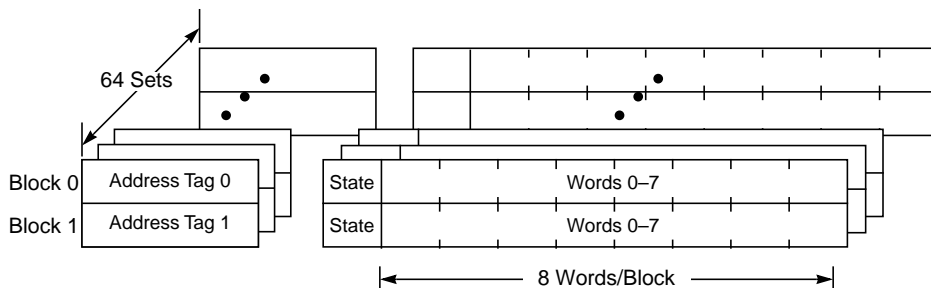 64 Sets
Block 0 Address Tag 0 State Words 0–7
Block 1 Address Tag 1 State Words 0–7
8 Words/Block